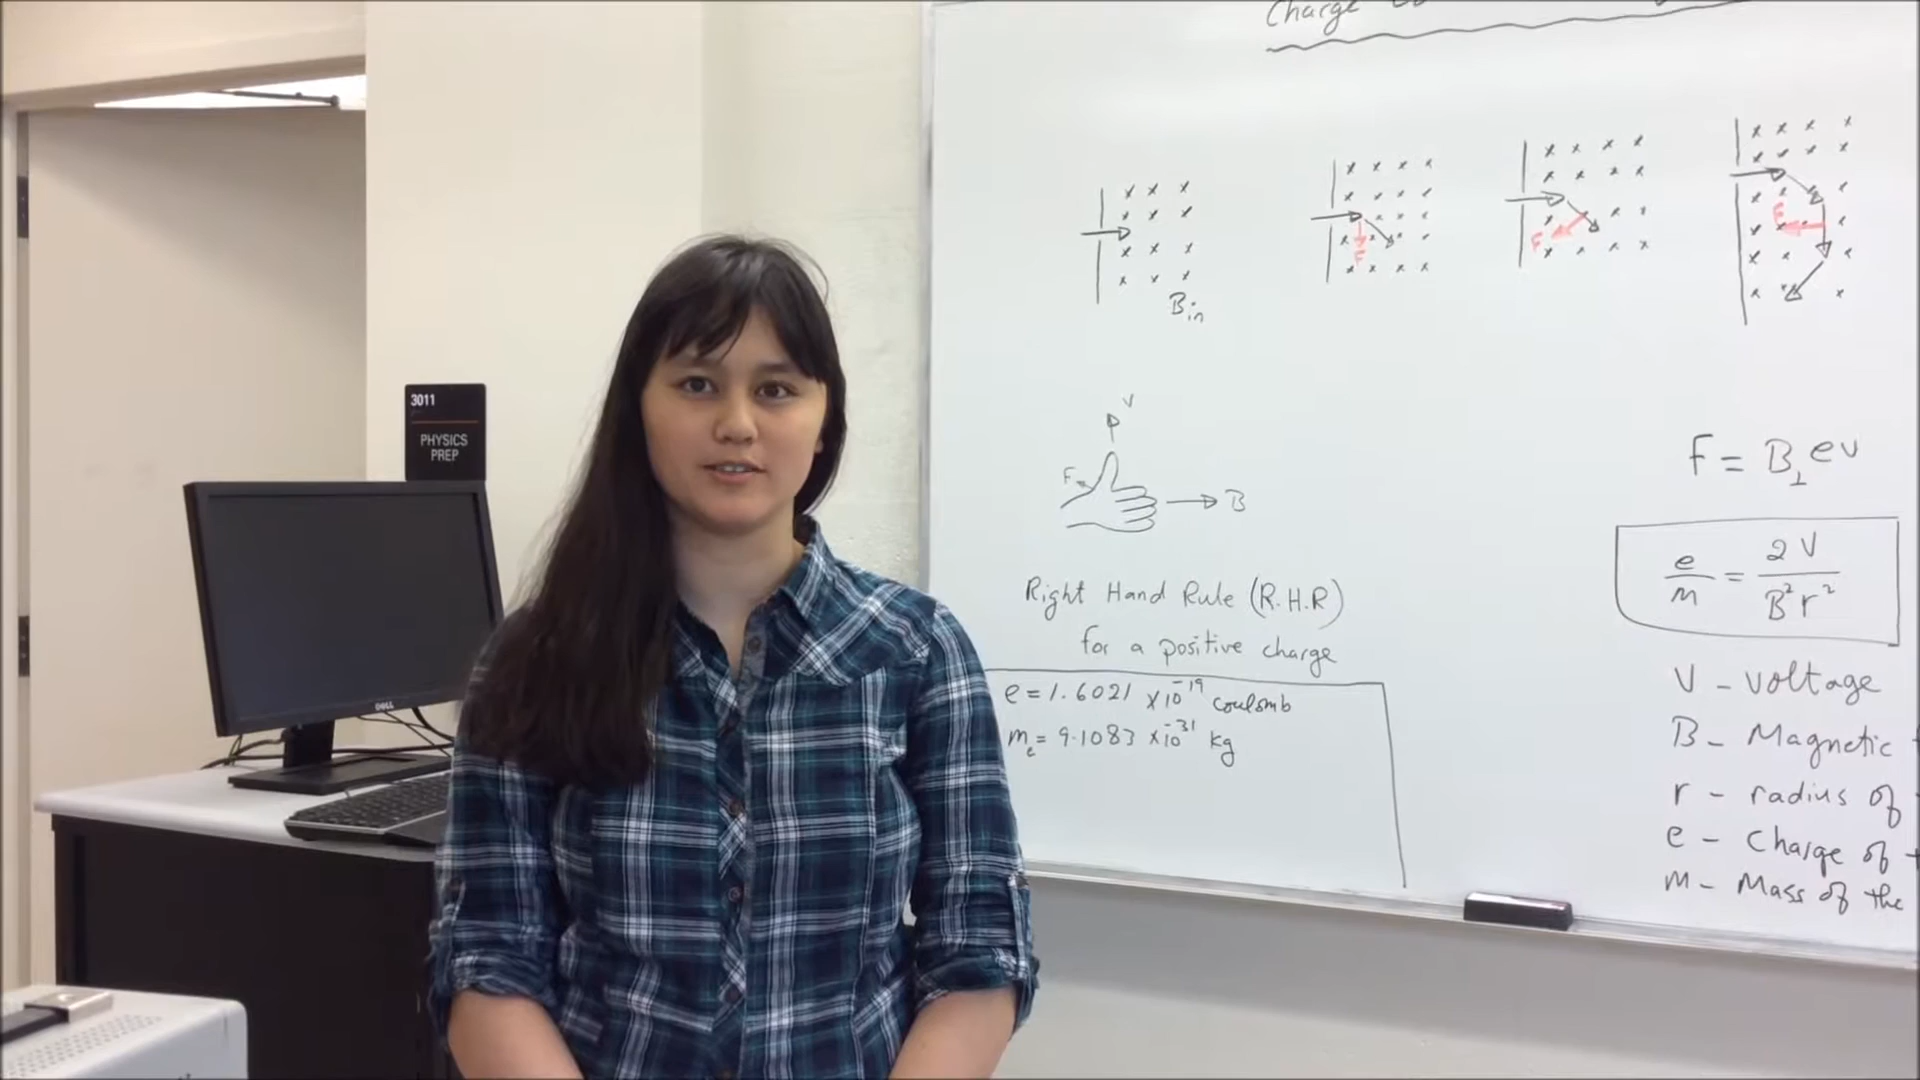 Charge
B in
F
F
F
V
F
B
Right Hand Rule (R.H.R)
for a positive charge
e = 1.6021 ×10⁻¹⁹ coulomb
mₑ = 9.1083 ×10⁻³¹ kg
F = B⊥ev
e/m = 2V/B²r²
V - voltage
B - Magnetic
r - radius of
e - Charge of
m - Mass of the
3011
PHYSICS
PREP
DELL